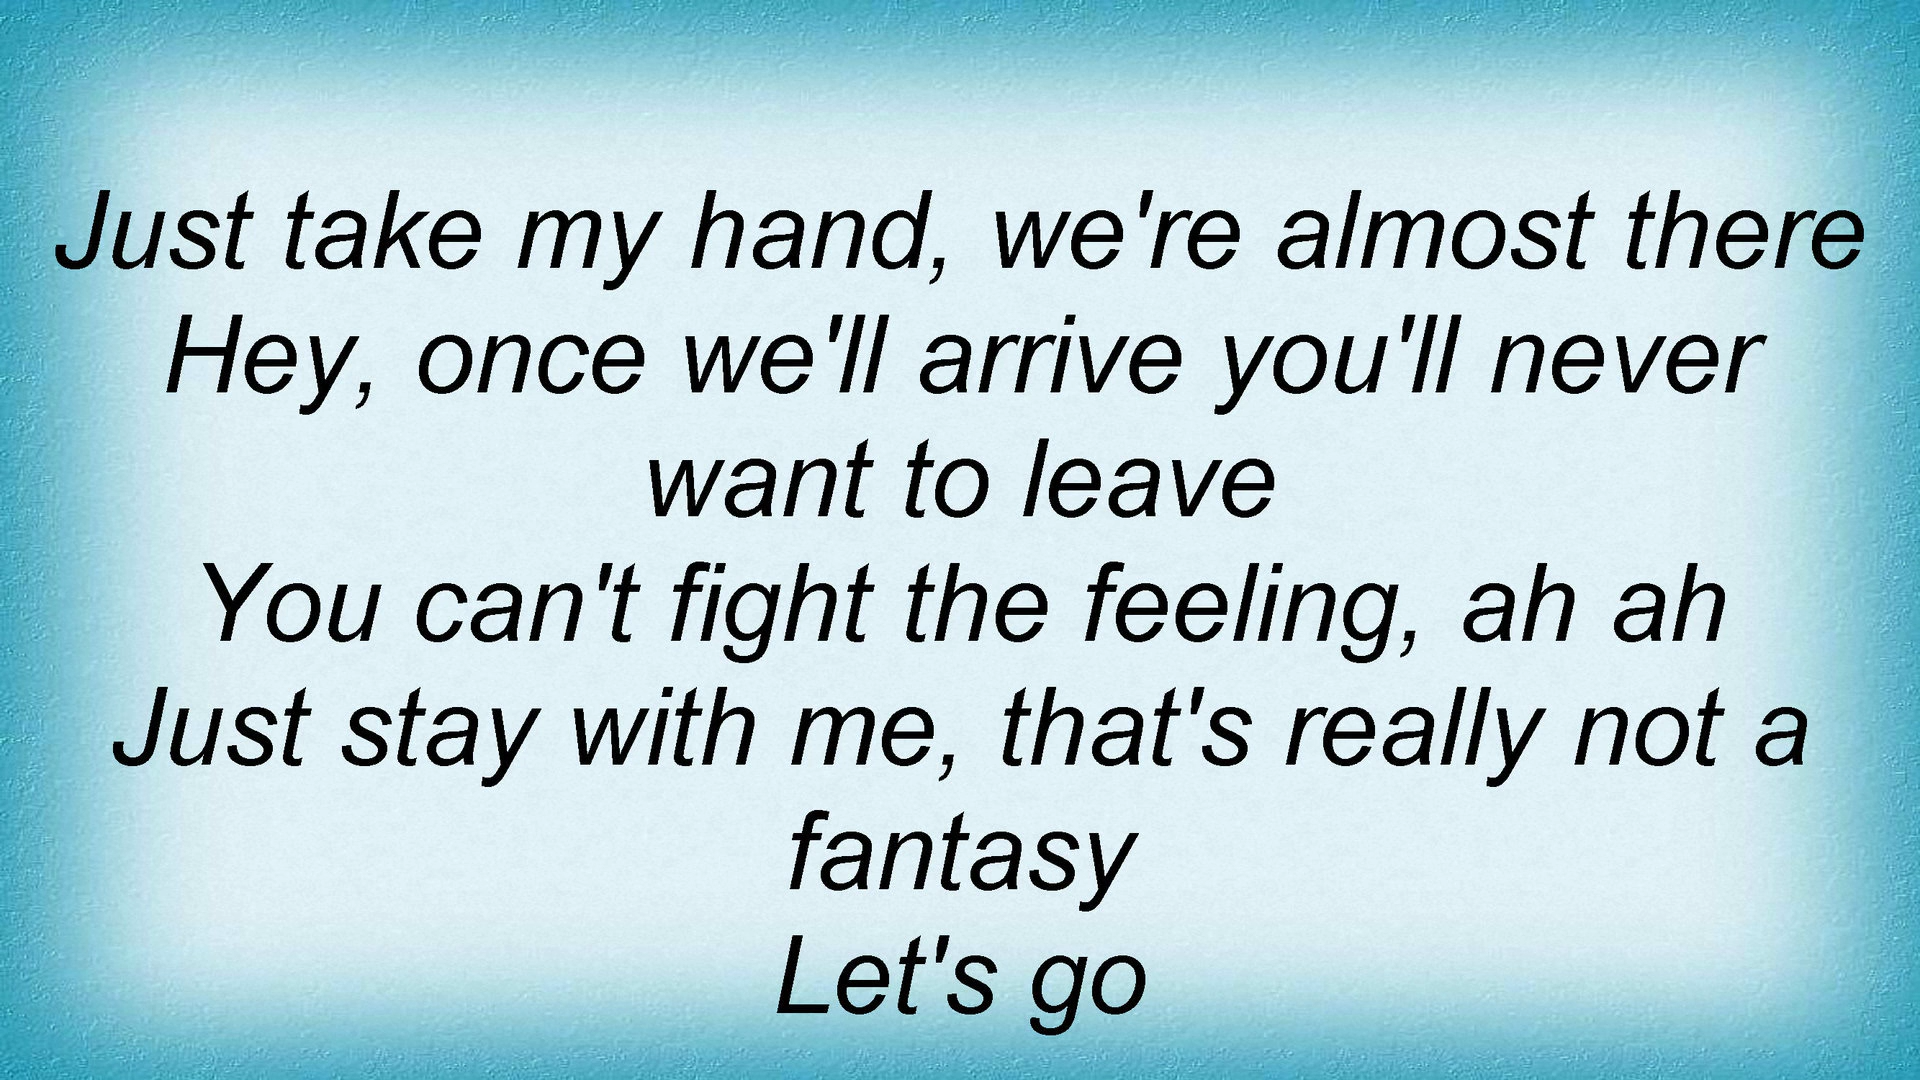 Just take my hand, we're almost there
Hey, once we'll arrive you'll never
want to leave
You can't fight the feeling, ah ah
Just stay with me, that's really not a
fantasy
Let's go